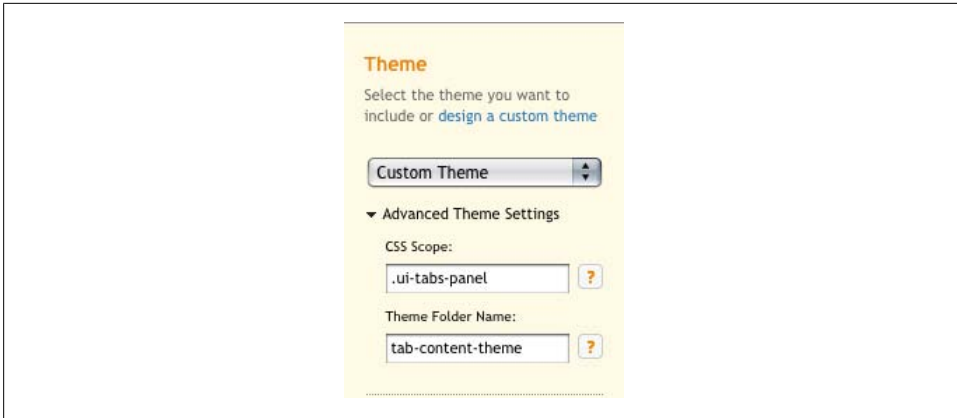 Theme
Select the theme you want to
include or design a custom theme
Custom Theme
Advanced Theme Settings
CSS Scope:
.ui-tabs-panel
?
Theme Folder Name:
tab-content-theme
?